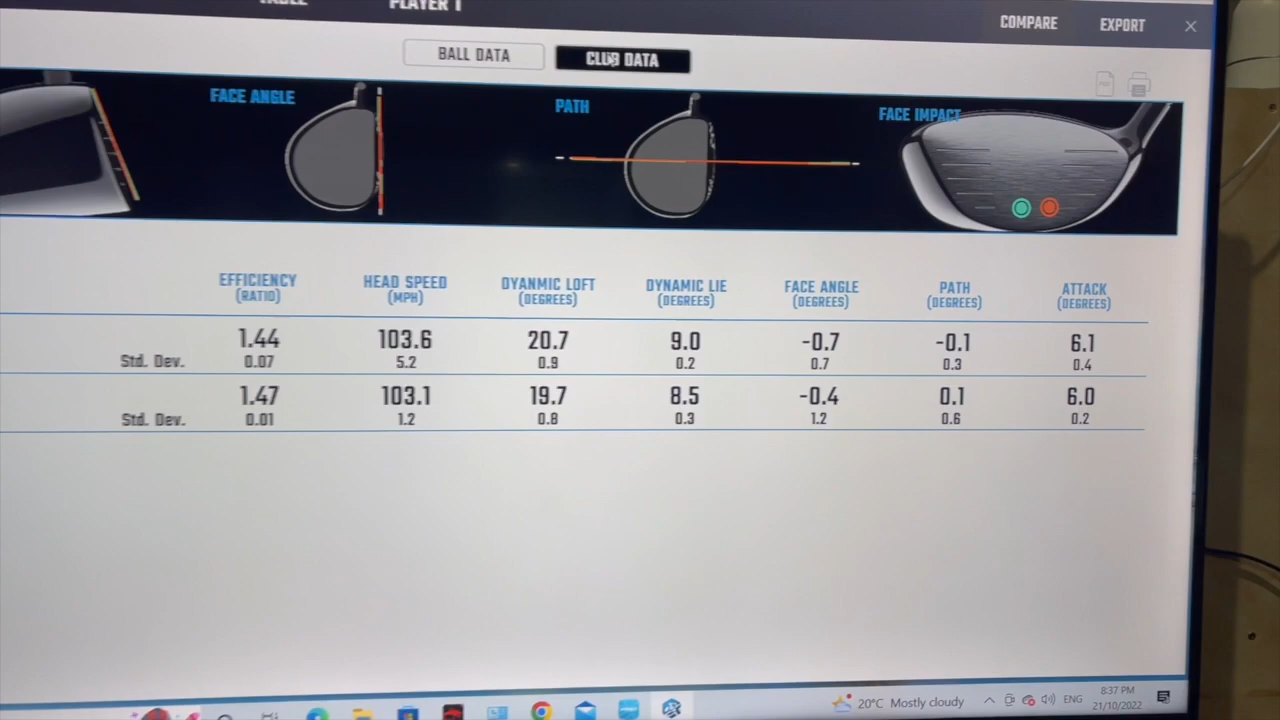 TABLE PLAYER 1
COMPARE EXPORT
BALL DATA CLUB DATA
FACE ANGLE PATH FACE IMPACT
EFFICIENCY HEAD SPEED DYANMIC LOFT DYNAMIC LIE FACE ANGLE PATH ATTACK
(RATIO) (MPH) (DEGREES) (DEGREES) (DEGREES) (DEGREES) (DEGREES)
1.44 103.6 20.7 9.0 -0.7 -0.1 6.1
Std. Dev. 0.07 5.2 0.9 0.2 0.7 0.3 0.4
1.47 103.1 19.7 8.5 -0.4 0.1 6.0
Std. Dev. 0.01 1.2 0.8 0.3 1.2 0.6 0.2
20°C Mostly cloudy ENG 8:37 PM
21/10/2022